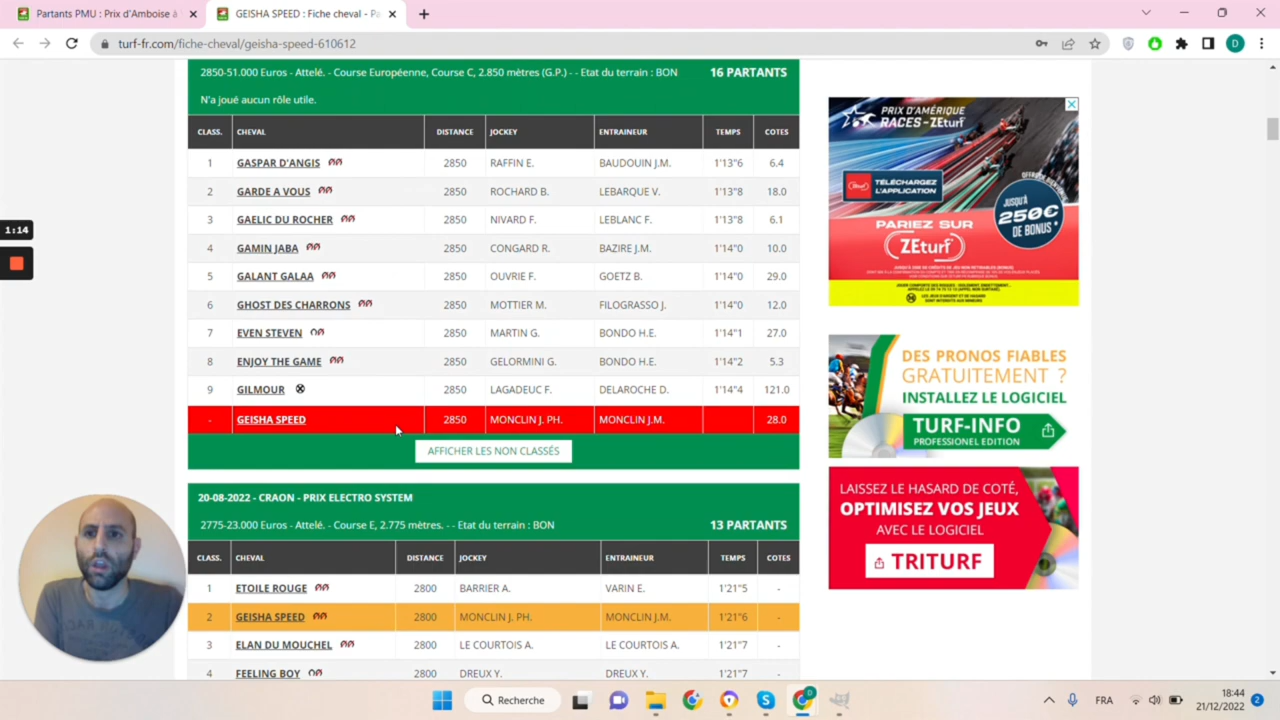 Partants PMU : Prix d'Amboise à
GEISHA SPEED : Fiche cheval - Pa
turf-fr.com/fiche-cheval/geisha-speed-610612
D
2850-51.000 Euros - Attelé. - Course Européenne, Course C, 2.850 mètres (G.P.) - - Etat du terrain : BON 16 PARTANTS
N'a joué aucun rôle utile.
CLASS. CHEVAL DISTANCE JOCKEY ENTRAINEUR TEMPS COTES
1 GASPAR D'ANGIS 2850 RAFFIN E. BAUDOUIN J.M. 1'13"6 6.4
2 GARDE A VOUS 2850 ROCHARD B. LEBARQUE V. 1'13"8 18.0
3 GAELIC DU ROCHER 2850 NIVARD F. LEBLANC F. 1'13"8 6.1
4 GAMIN JABA 2850 CONGARD R. BAZIRE J.M. 1'14"0 10.0
5 GALANT GALBA 2850 OUVRIE F. GOETZ B. 1'14"0 29.0
6 GHOST DES CHARRONS 2850 MOTTIER M. FILOGRASSO J. 1'14"0 12.0
7 EVEN STEVEN 2850 MARTIN G. BONDO H.E. 1'14"1 27.0
8 ENJOY THE GAME 2850 GELORMINI G. BONDO H.E. 1'14"2 5.3
9 GILMOUR 2850 LAGADEUC F. DELAROCHE D. 1'14"4 121.0
- GEISHA SPEED 2850 MONCLIN J. PH. MONCLIN J.M. 28.0
AFFICHER LES NON CLASSÉS
20-08-2022 - CRAON - PRIX ELECTRO SYSTEM
2775-23.000 Euros - Attelé. - Course E, 2.775 mètres. - - Etat du terrain : BON 13 PARTANTS
CLASS. CHEVAL DISTANCE JOCKEY ENTRAINEUR TEMPS COTES
1 ETOILE ROUGE 2800 BARRIER A. VARIN E. 1'21"5 -
2 GEISHA SPEED 2800 MONCLIN J. PH. MONCLIN J.M. 1'21"6 -
3 ELAN DU MOUCHEL 2800 LE COURTOIS A. LE COURTOIS A. 1'21"7 -
4 FEELING BOY 2800 DREUX Y. DREUX Y. 1'21"7 -
1:14
PRIX D'AMÉRIQUE
RACES-ZEturf
TÉLÉCHARGEZ
L'APPLICATION
OFFRE DE BIENVENUE
JUSQU'À
250€
DE BONUS*
PARIEZ SUR
ZEturf
DES PRONOS FIABLES
GRATUITEMENT ?
INSTALLEZ LE LOGICIEL
TURF-INFO
PROFESSIONEL EDITION
LAISSEZ LE HASARD DE COTÉ,
OPTIMISEZ VOS JEUX
AVEC LE LOGICIEL
TRITURF
Recherche
D
FRA
18:44
21/12/2022
2